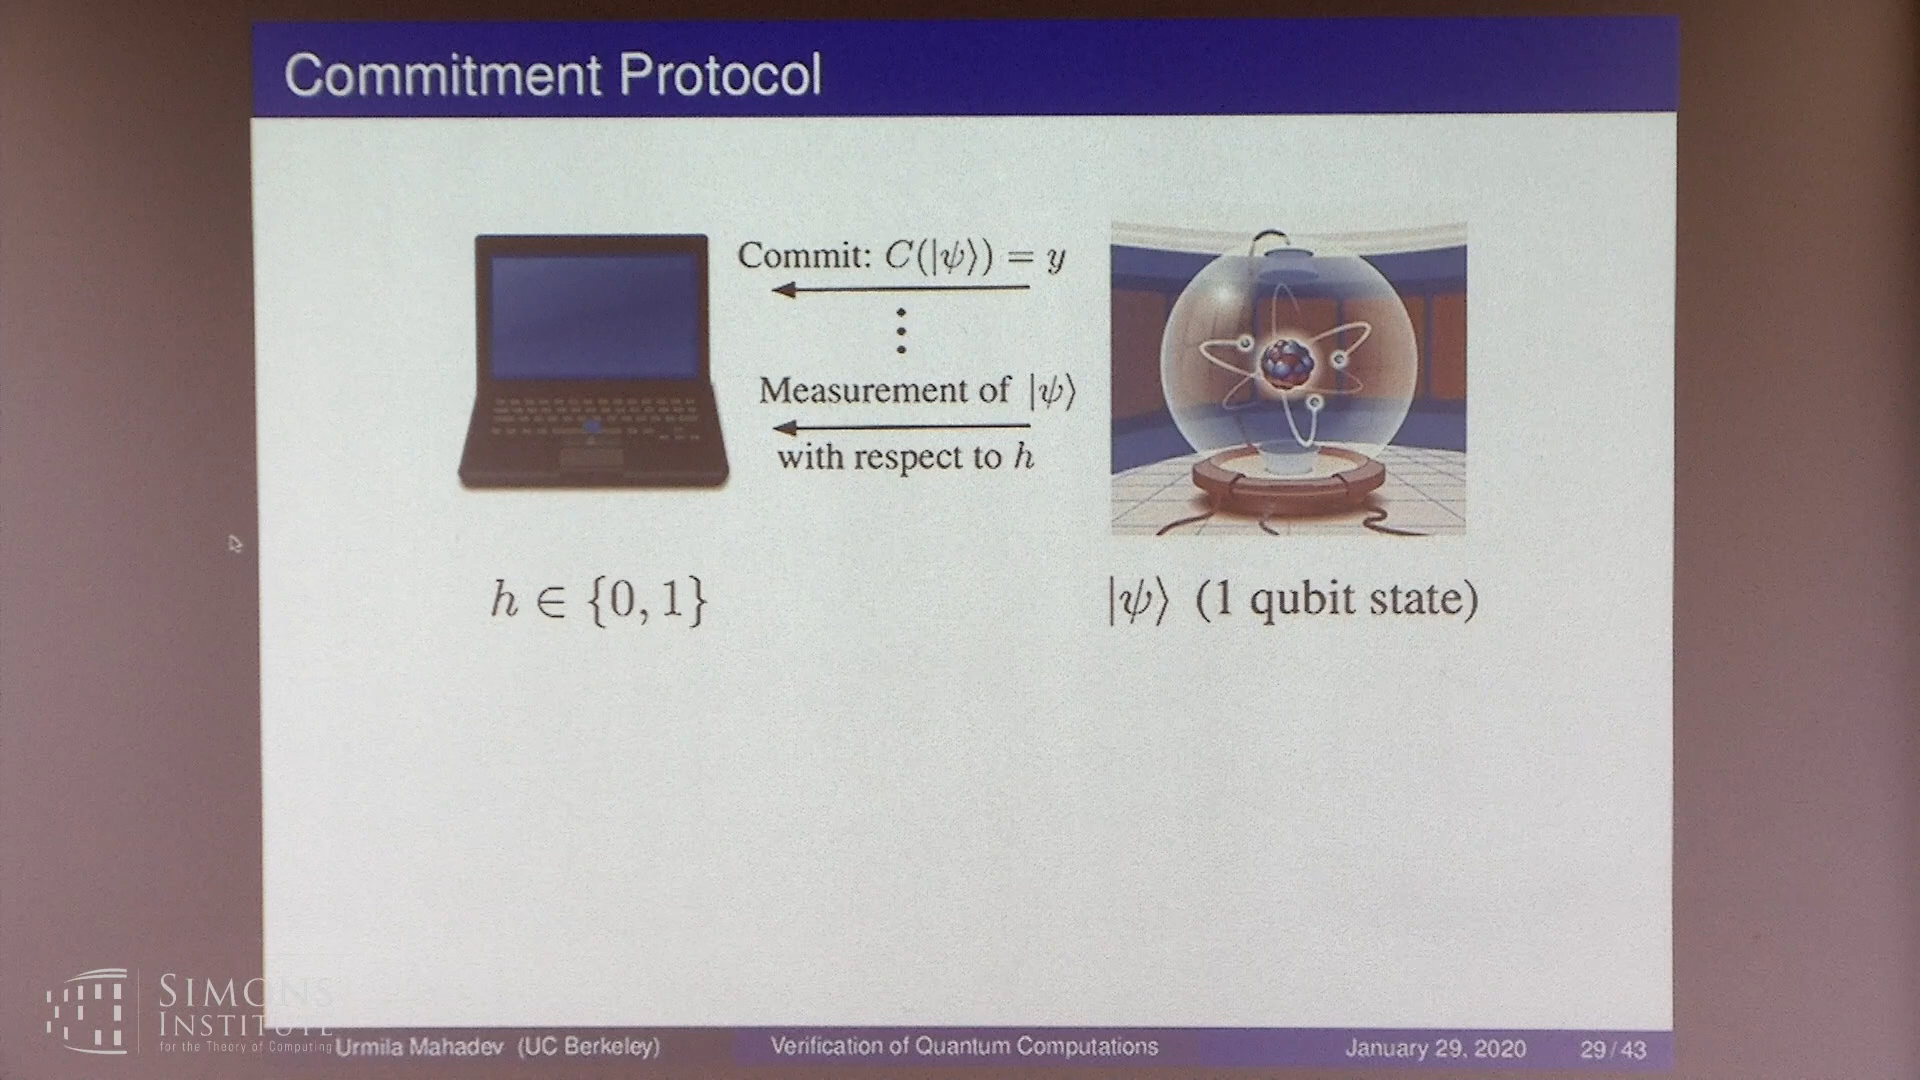 Commitment Protocol
Commit: C(|ψ⟩) = y
Measurement of |ψ⟩
with respect to h
h ∈ {0, 1}
|ψ⟩ (1 qubit state)
SIMONS
INSTITUTE
for the Theory of Computing
Urmila Mahadev (UC Berkeley)
Verification of Quantum Computations
January 29, 2020
29 / 43